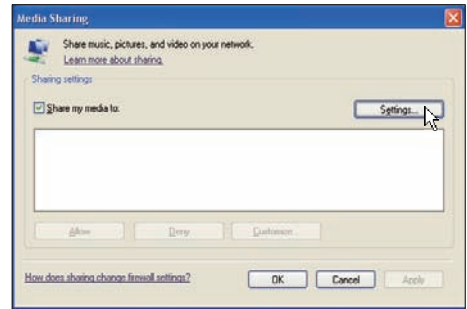 Media Sharing
Share music, pictures, and video on your network.
Learn more about sharing.
Sharing settings
Share my media to:
Settings...
Allow
Deny
Customize...
How does sharing change firewall settings?
OK
Cancel
Apply